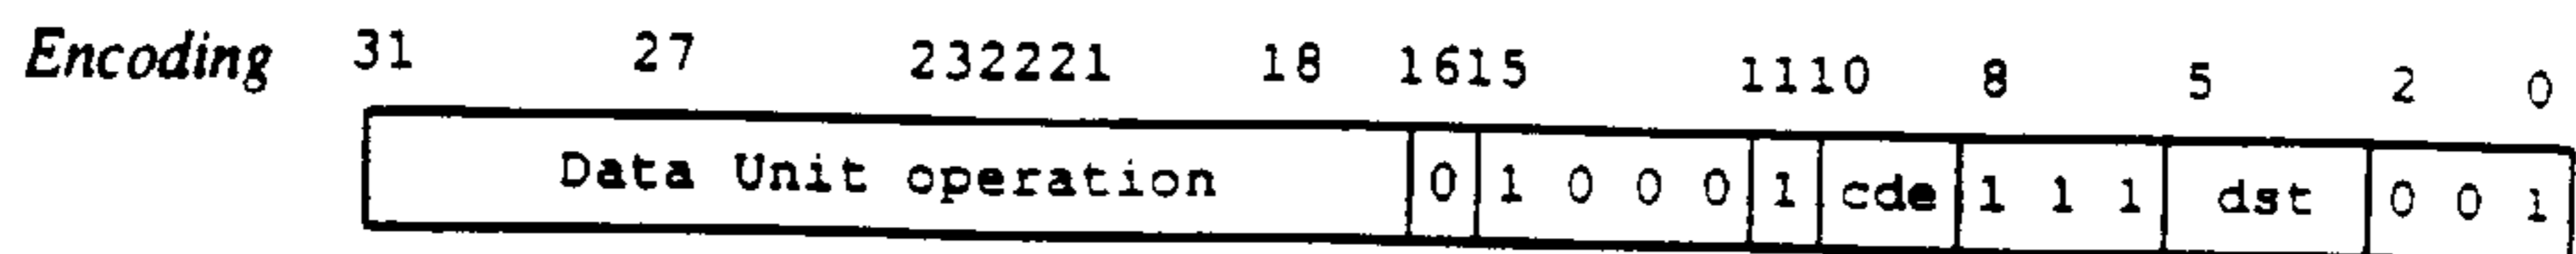 Encoding 31 27 232221 18 1615 1110 8 5 2 0
Data Unit operation 0 1 0 0 0 1 cde 1 1 1 dst 0 0 1